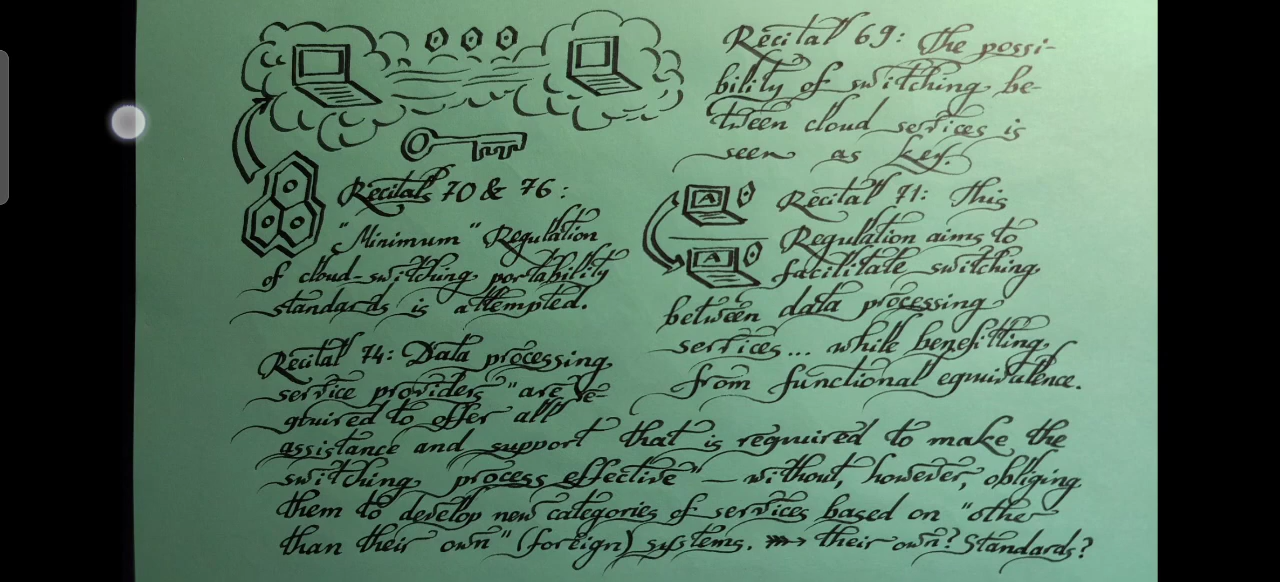 Recital 69: The possi-
bility of switching be-
tween cloud services is
seen as key.
Recitals 70 & 76:
"Minimum" Regulation
of cloud-switching portability
standards is attempted.
A
A
Recital 71: This
Regulation aims to
facilitate switching
between data processing
services... while benefitting
from functional equivalence.
Recital 74: Data processing
service providers "are re-
quired to offer all
assistance and support that is required to make the
switching process effective" — without, however, obliging
them to develop new categories of services based on "other
than their own" (foreign) systems. ⤐ their own? Standards?